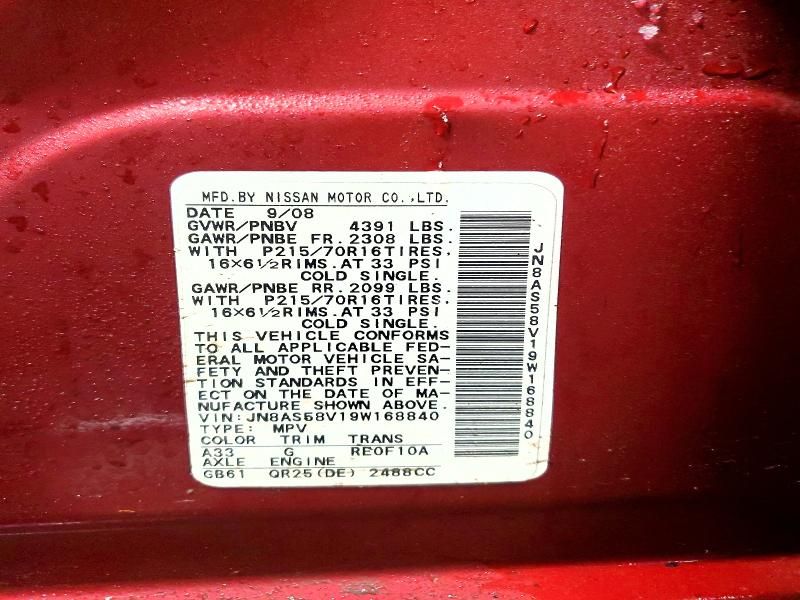 MFD.BY NISSAN MOTOR CO.,LTD.
DATE 9/08
GVWR/PNBV 4391 LBS.
GAWR/PNBE FR.2308 LBS.
WITH P215/70R16TIRES.
16×6½RIMS.AT 33 PSI
COLD SINGLE.
GAWR/PNBE RR.2099 LBS.
WITH P215/70R16TIRES.
16×6½RIMS.AT 33 PSI
COLD SINGLE.
THIS VEHICLE CONFORMS
TO ALL APPLICABLE FED-
ERAL MOTOR VEHICLE SA-
FETY AND THEFT PREVEN-
TION STANDARDS IN EFF-
ECT ON THE DATE OF MA-
NUFACTURE SHOWN ABOVE.
VIN:JN8AS58V19W168840
TYPE: MPV
COLOR TRIM TRANS
A33 G RE0F10A
AXLE ENGINE
GB61 QR25(DE) 2488CC
JN8AS58V19W168840